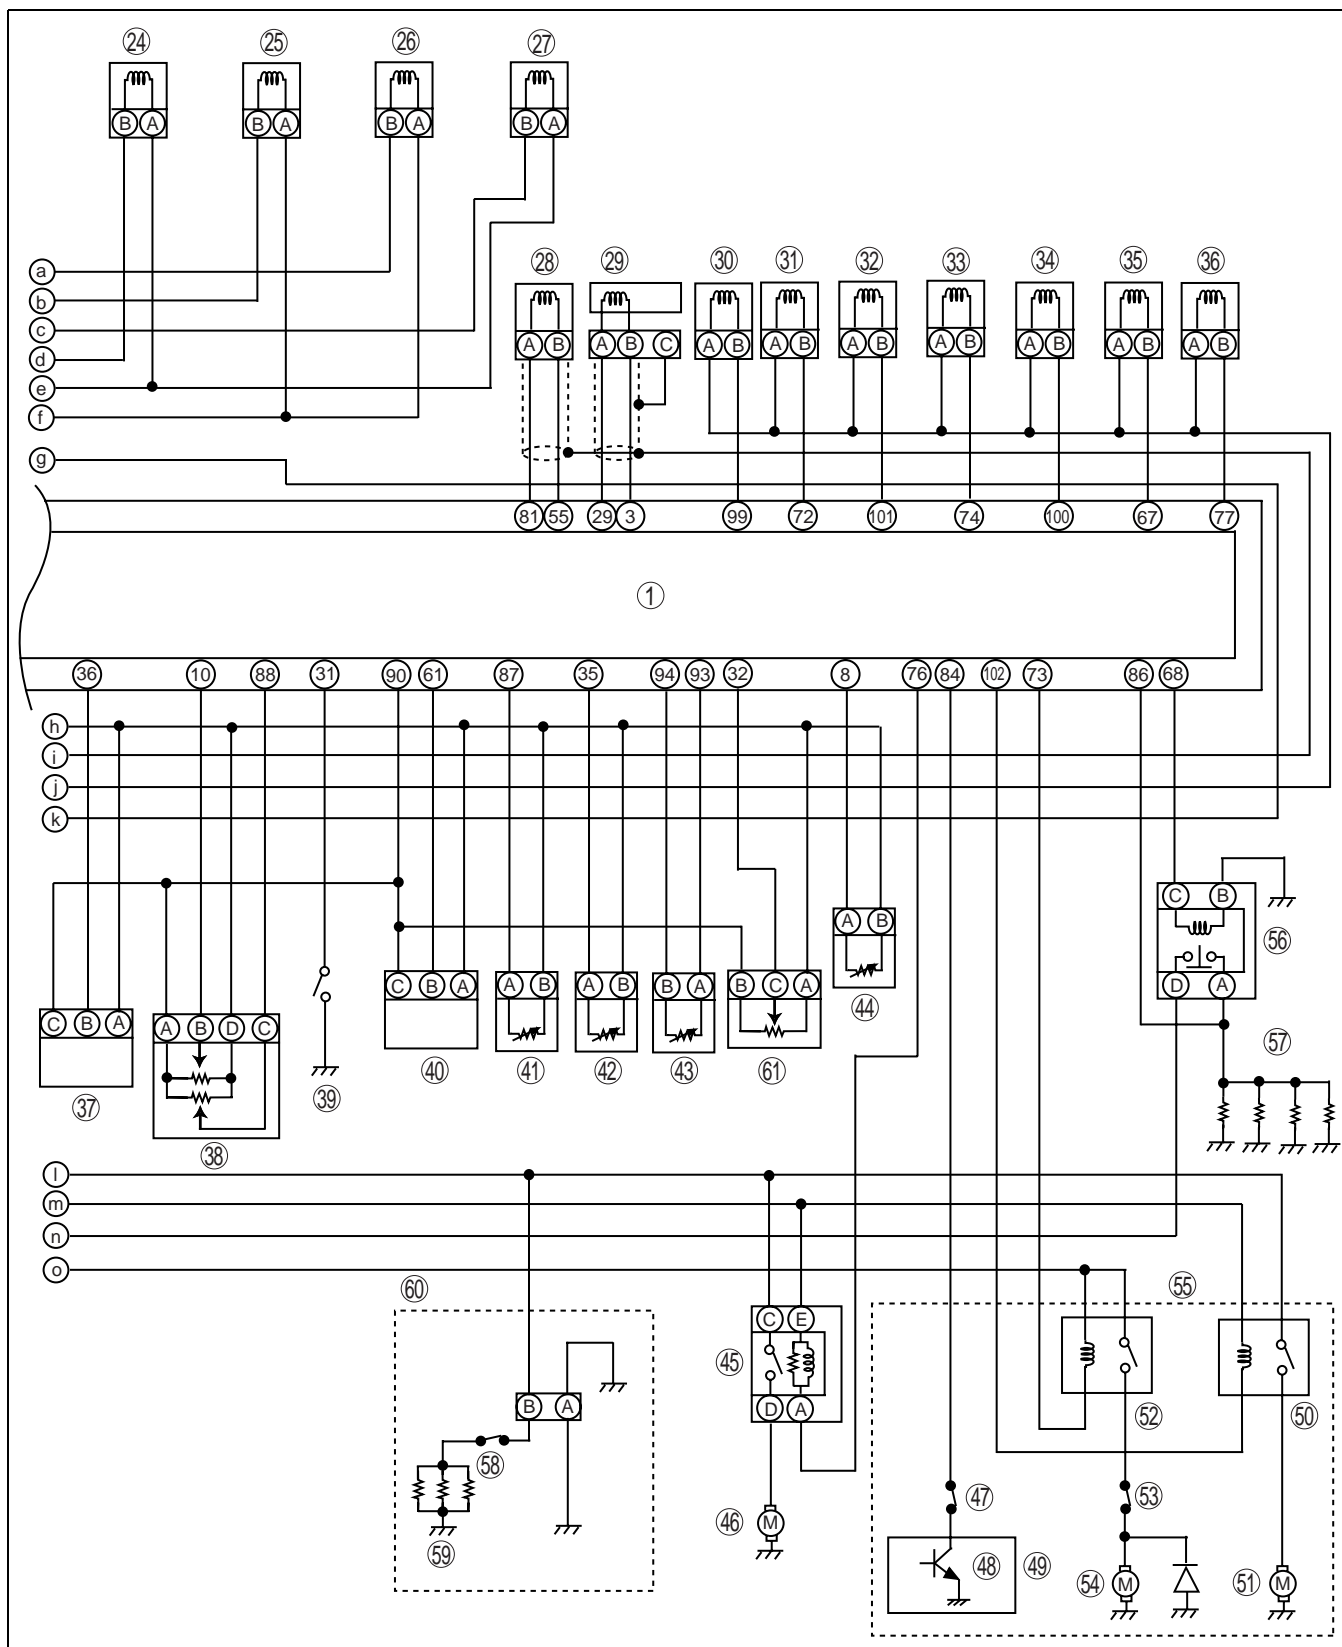 24 25 26 27
B A B A B A B A
a
b
c
d
e
f
g
28 29 30 31 32 33 34 35 36
A B A B C A B A B A B A B A B A B A B
81 55 29 3 99 72 101 74 100 67 77
1
36 10 88 31 90 61 87 35 94 93 32 8 76 84 102 73 86 68
h
i
j
k
C B
56
D A
A B
44
C B A A B A B B A B C A
40 41 42 43 61
C B A A B D C
37 38 39
57
l
m
n
o
60 55
C E
45
D A
52 50
B A
58
59
46 M
47 53
48 49
54 M
51 M